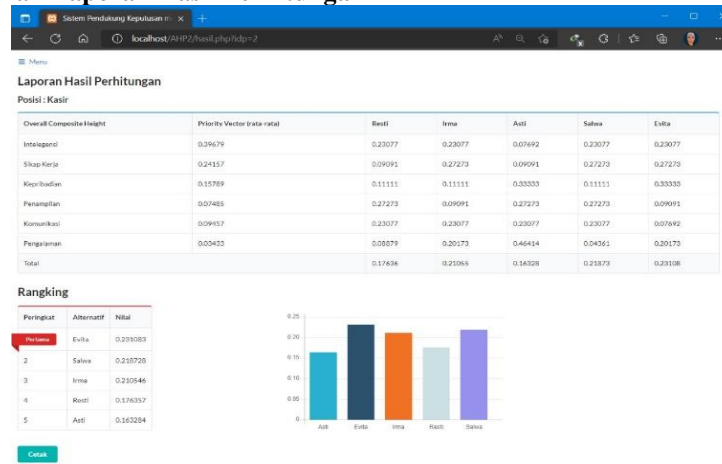 Sistem Pendukung Keputusan m
localhost/AHP2/hasil.php?idp=2
Menu
Laporan Hasil Perhitungan
Posisi : Kasir
Overall Composite Height Priority Vector (rata-rata) Resti Irma Asti Salwa Evita
Intelegensi 0.39679 0.23077 0.23077 0.07692 0.23077 0.23077
Sikap Kerja 0.24157 0.09091 0.27273 0.09091 0.27273 0.27273
Kepribadian 0.15789 0.11111 0.11111 0.33333 0.11111 0.33333
Penampilan 0.07485 0.27273 0.09091 0.27273 0.27273 0.09091
Komunikasi 0.09457 0.23077 0.23077 0.23077 0.23077 0.07692
Pengalaman 0.03433 0.08879 0.20173 0.46414 0.04361 0.20173
Total 0.17636 0.21055 0.16328 0.21873 0.23108
Rangking
Peringkat Alternatif Nilai
Pertama Evita 0.231083
2 Salwa 0.218728
3 Irma 0.210546
4 Resti 0.176357
5 Asti 0.163284
0.25
0.20
0.15
0.10
0.05
0
Asti Evita Irma Resti Salwa
Cetak